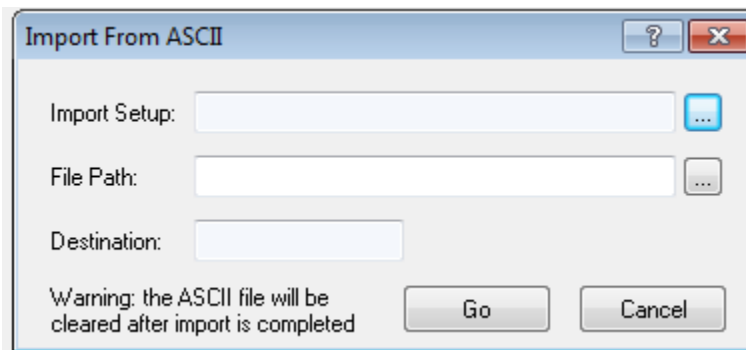 Import From ASCII
Import Setup:
...
File Path:
...
Destination:
Warning: the ASCII file will be
cleared after import is completed
Go
Cancel